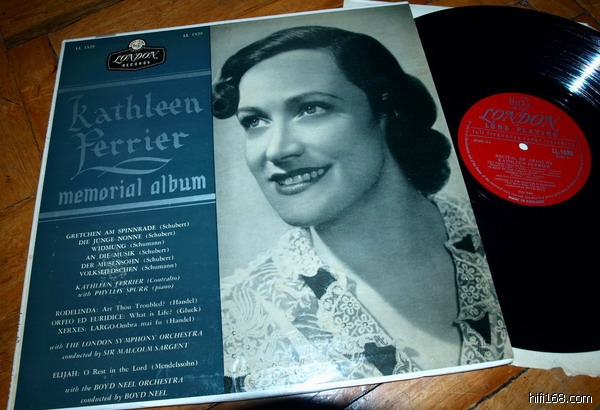 LL 1529
LL 1529
LONDON
RECORDS
Kathleen
Ferrier
memorial album
GRETCHEN AM SPINNRADE (Schubert)
DIE JUNGE NONNE (Schubert)
WIDMUNG (Schumann)
AN DIE MUSIK (Schubert)
DER MUSENSOHN (Schubert)
VOLKSLIEDCHEN (Schumann)
KATHLEEN FERRIER (Contralto)
with PHYLLIS SPURR (piano)
RODELINDA: Art Thou Troubled? (Handel)
ORFEO ED EURIDICE: What is Life? (Gluck)
XERXES: LARGO-Ombra mai fu (Handel)
with THE LONDON SYMPHONY ORCHESTRA
conducted by SIR MALCOLM SARGENT
ELIJAH: O Rest in the Lord (Mendelssohn)
with the BOYD NEEL ORCHESTRA
conducted by BOYD NEEL
LONDON
LONG PLAYING
KATHLEEN FERRIER
MADE IN ENGLAND
hifi168.com